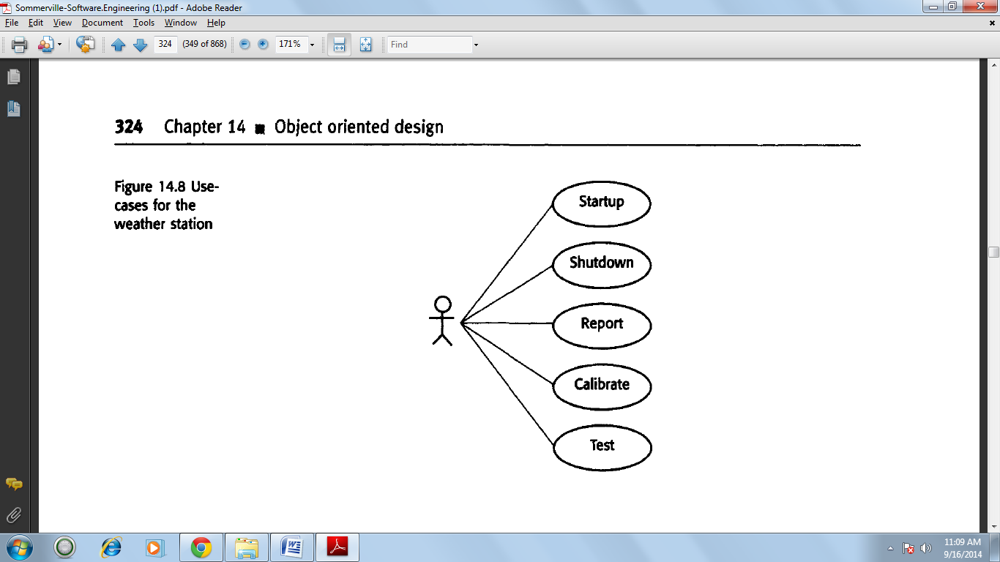 Sommerville-Software.Engineering (1).pdf - Adobe Reader
File Edit View Document Tools Window Help
324 (349 of 868) 171% Find
324 Chapter 14 ■ Object oriented design
Figure 14.8 Use-
cases for the
weather station
Startup
Shutdown
Report
Calibrate
Test
11:09 AM
9/16/2014